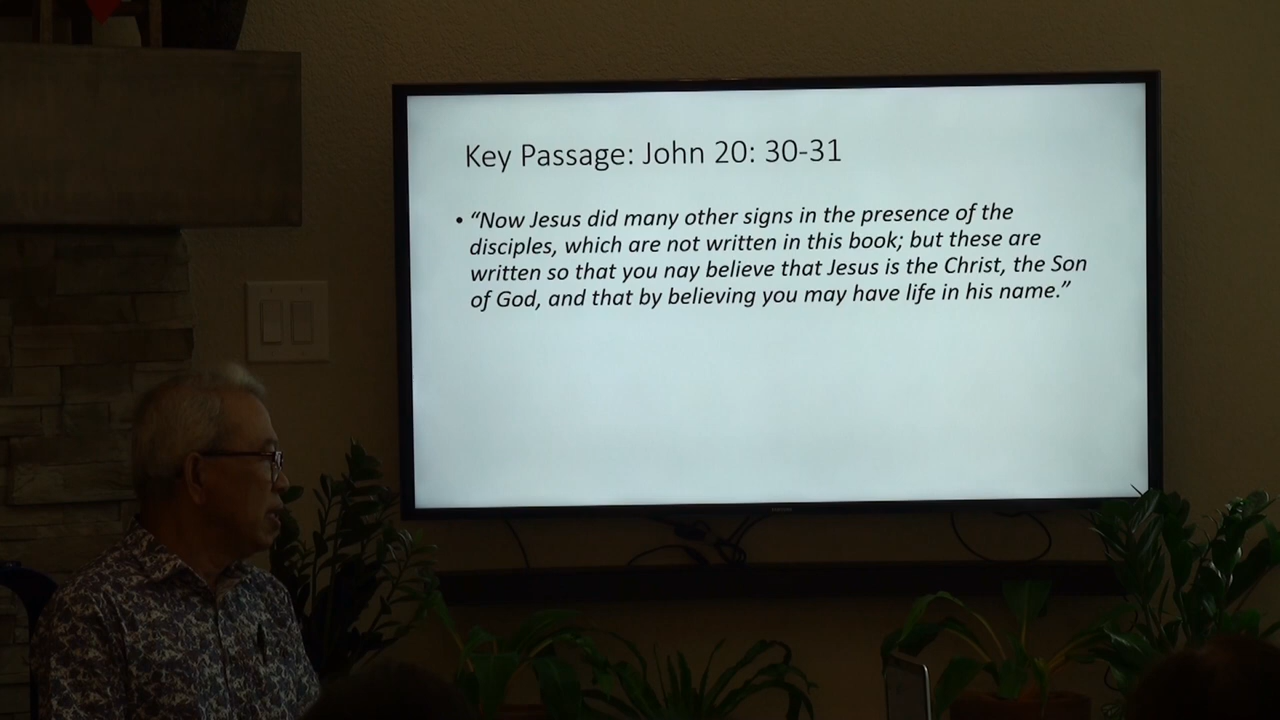 Key Passage: John 20: 30-31
• “Now Jesus did many other signs in the presence of the
disciples, which are not written in this book; but these are
written so that you nay believe that Jesus is the Christ, the Son
of God, and that by believing you may have life in his name.”